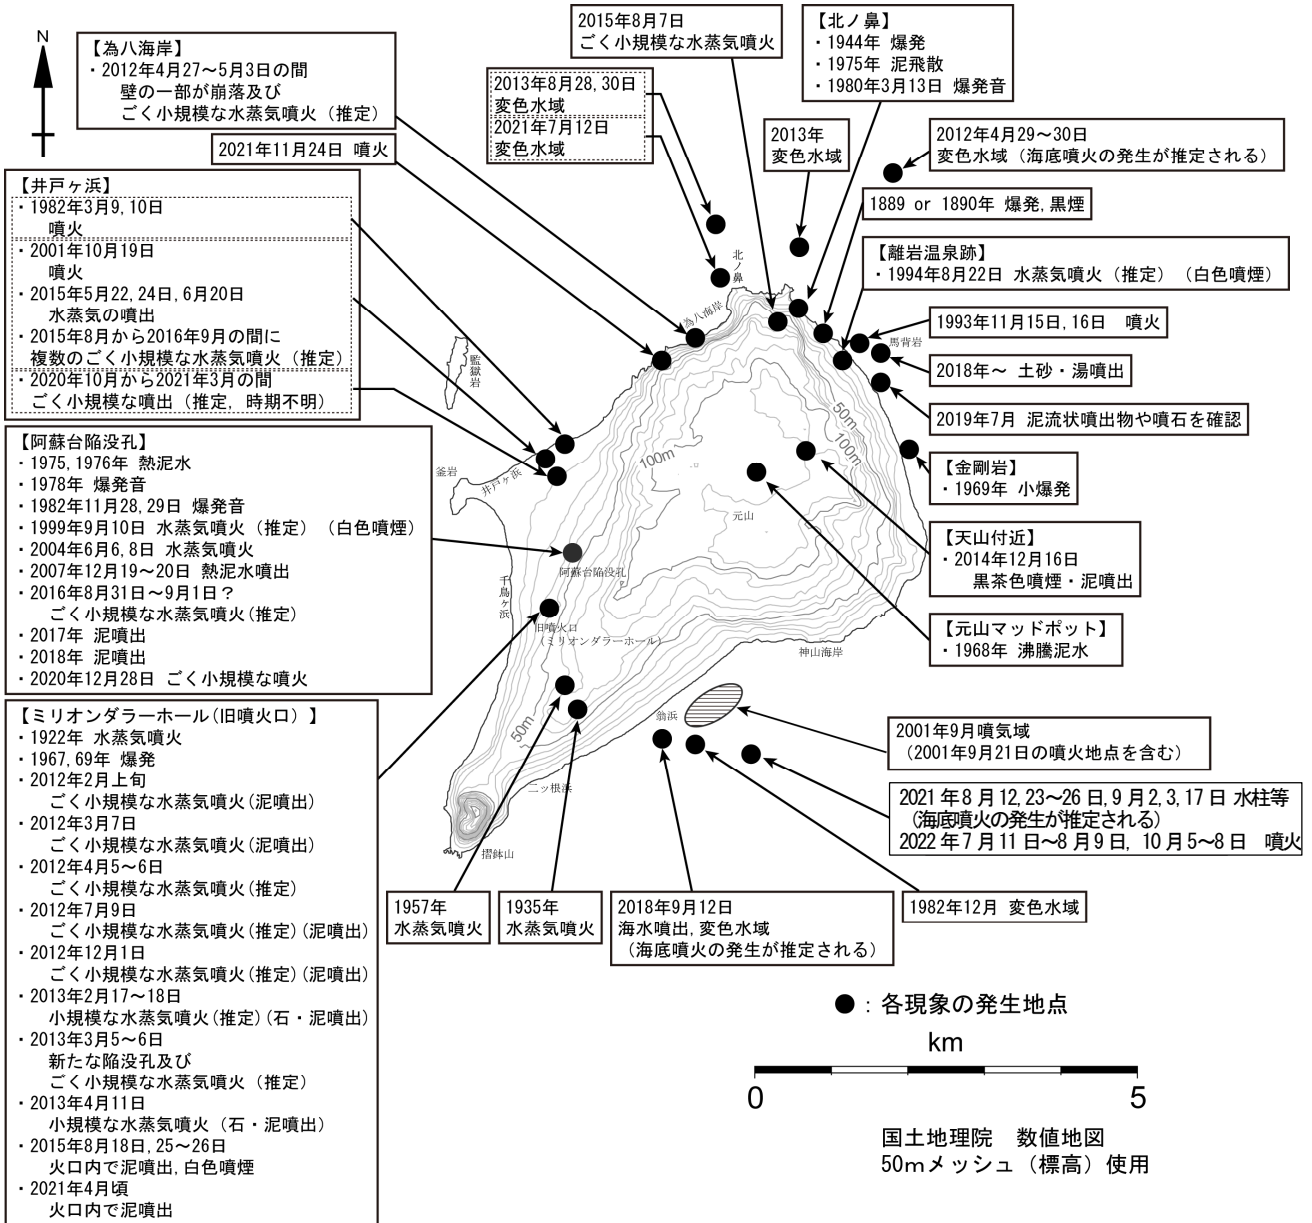 N
【為八海岸】
・2012年4月27～5月3日の間
壁の一部が崩落及び
ごく小規模な水蒸気噴火（推定）
2021年11月24日 噴火
【井戸ヶ浜】
・1982年3月9,10日
噴火
・2001年10月19日
噴火
・2015年5月22,24日,6月20日
水蒸気の噴出
・2015年8月から2016年9月の間に
複数のごく小規模な水蒸気噴火（推定）
・2020年10月から2021年3月の間
ごく小規模な噴出（推定，時期不明）
【阿蘇台陥没孔】
・1975,1976年 熱泥水
・1978年 爆発音
・1982年11月28,29日 爆発音
・1999年9月10日 水蒸気噴火（推定）（白色噴煙）
・2004年6月6,8日 水蒸気噴火
・2007年12月19～20日 熱泥水噴出
・2016年8月31日～9月1日？
ごく小規模な水蒸気噴火(推定)
・2017年 泥噴出
・2018年 泥噴出
・2020年12月28日 ごく小規模な噴火
【ミリオンダラーホール(旧噴火口）】
・1922年 水蒸気噴火
・1967,69年 爆発
・2012年2月上旬
ごく小規模な水蒸気噴火(泥噴出)
・2012年3月7日
ごく小規模な水蒸気噴火(泥噴出)
・2012年4月5～6日
ごく小規模な水蒸気噴火(推定)
・2012年7月9日
ごく小規模な水蒸気噴火(推定)(泥噴出)
・2012年12月1日
ごく小規模な水蒸気噴火(推定)(泥噴出)
・2013年2月17～18日
小規模な水蒸気噴火(推定)(石・泥噴出)
・2013年3月5～6日
新たな陥没孔及び
ごく小規模な水蒸気噴火（推定）
・2013年4月11日
小規模な水蒸気噴火（石・泥噴出）
・2015年8月18日,25～26日
火口内で泥噴出,白色噴煙
・2021年4月頃
火口内で泥噴出
2015年8月7日
ごく小規模な水蒸気噴火
2013年8月28,30日
変色水域
2021年7月12日
変色水域
【北ノ鼻】
・1944年 爆発
・1975年 泥飛散
・1980年3月13日 爆発音
2013年
変色水域
2012年4月29～30日
変色水域（海底噴火の発生が推定される）
1889 or 1890年 爆発,黒煙
【離岩温泉跡】
・1994年8月22日 水蒸気噴火（推定）（白色噴煙）
1993年11月15日,16日　噴火
2018年～ 土砂・湯噴出
2019年7月 泥流状噴出物や噴石を確認
【金剛岩】
・1969年 小爆発
【天山付近】
・2014年12月16日
黒茶色噴煙・泥噴出
【元山マッドポット】
・1968年 沸騰泥水
北ノ鼻
為八海岸
馬背岩
監獄岩
釜岩
井戸ヶ浜
50m
100m
100m
元山
阿蘇台陥没孔
千鳥ヶ浜
旧噴火口
（ミリオンダラーホール）
神山海岸
翁浜
50m
二ッ根浜
摺鉢山
2001年9月噴気域
（2001年9月21日の噴火地点を含む）
2021年8月12,23～26日,9月2,3,17日 水柱等
（海底噴火の発生が推定される）
2022年7月11日～8月9日, 10月5～8日　噴火
1957年
水蒸気噴火
1935年
水蒸気噴火
2018年9月12日
海水噴出,変色水域
（海底噴火の発生が推定される）
1982年12月 変色水域
●：各現象の発生地点
km
0 5
国土地理院　数値地図
50mメッシュ（標高）使用